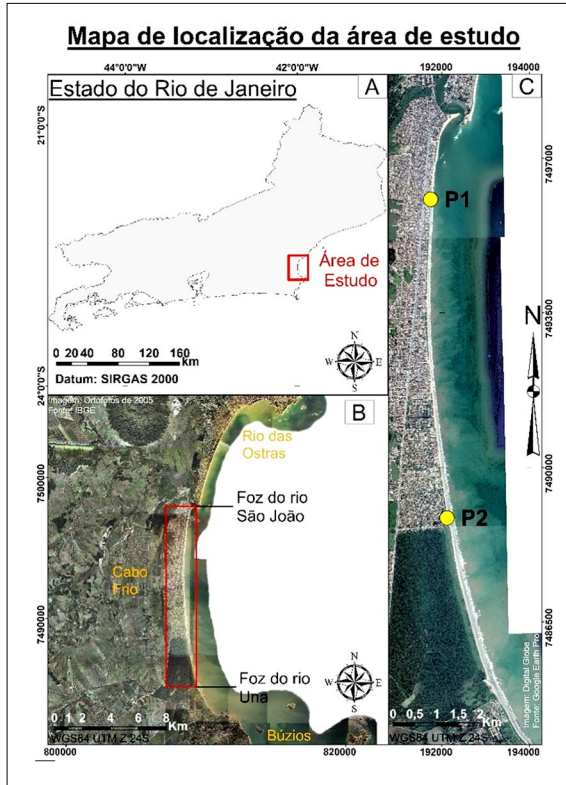 Mapa de localização da área de estudo
44°0'0"W
42°0'0"W
21°0'0"S
24°0'0"S
Estado do Rio de Janeiro
A
Área de
Estudo
0 20 40 80 120 160
Km
Datum: SIRGAS 2000
N
W E
S
Imagem: Ortofotos de 2005
Fonte: IBGE
B
Rio das
Ostras
Foz do rio
São João
Cabo
Frio
Foz do rio
Una
Búzios
7500000
7490000
0 1 2 4 6 8
Km
WGS84 UTM Z 24S
N
W E
S
800000
820000
192000
194000
C
P1
P2
N
7497000
7493500
7490000
7486500
0 0,5 1 2
Km
WGS84 UTM Z 24S
Imagem: Digital Globe
Fonte: Google Earth Pro
192000
194000